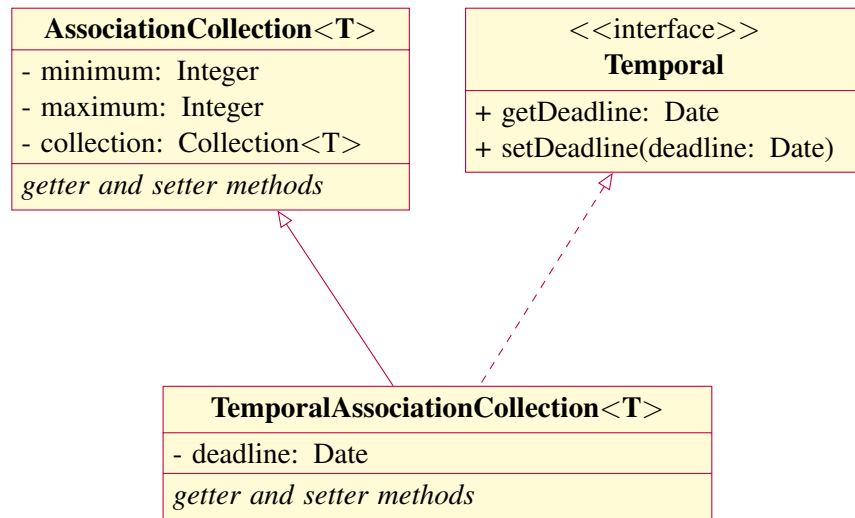 AssociationCollection<T>
- minimum: Integer
- maximum: Integer
- collection: Collection<T>
getter and setter methods
<<interface>>
Temporal
+ getDeadline: Date
+ setDeadline(deadline: Date)
TemporalAssociationCollection<T>
- deadline: Date
getter and setter methods